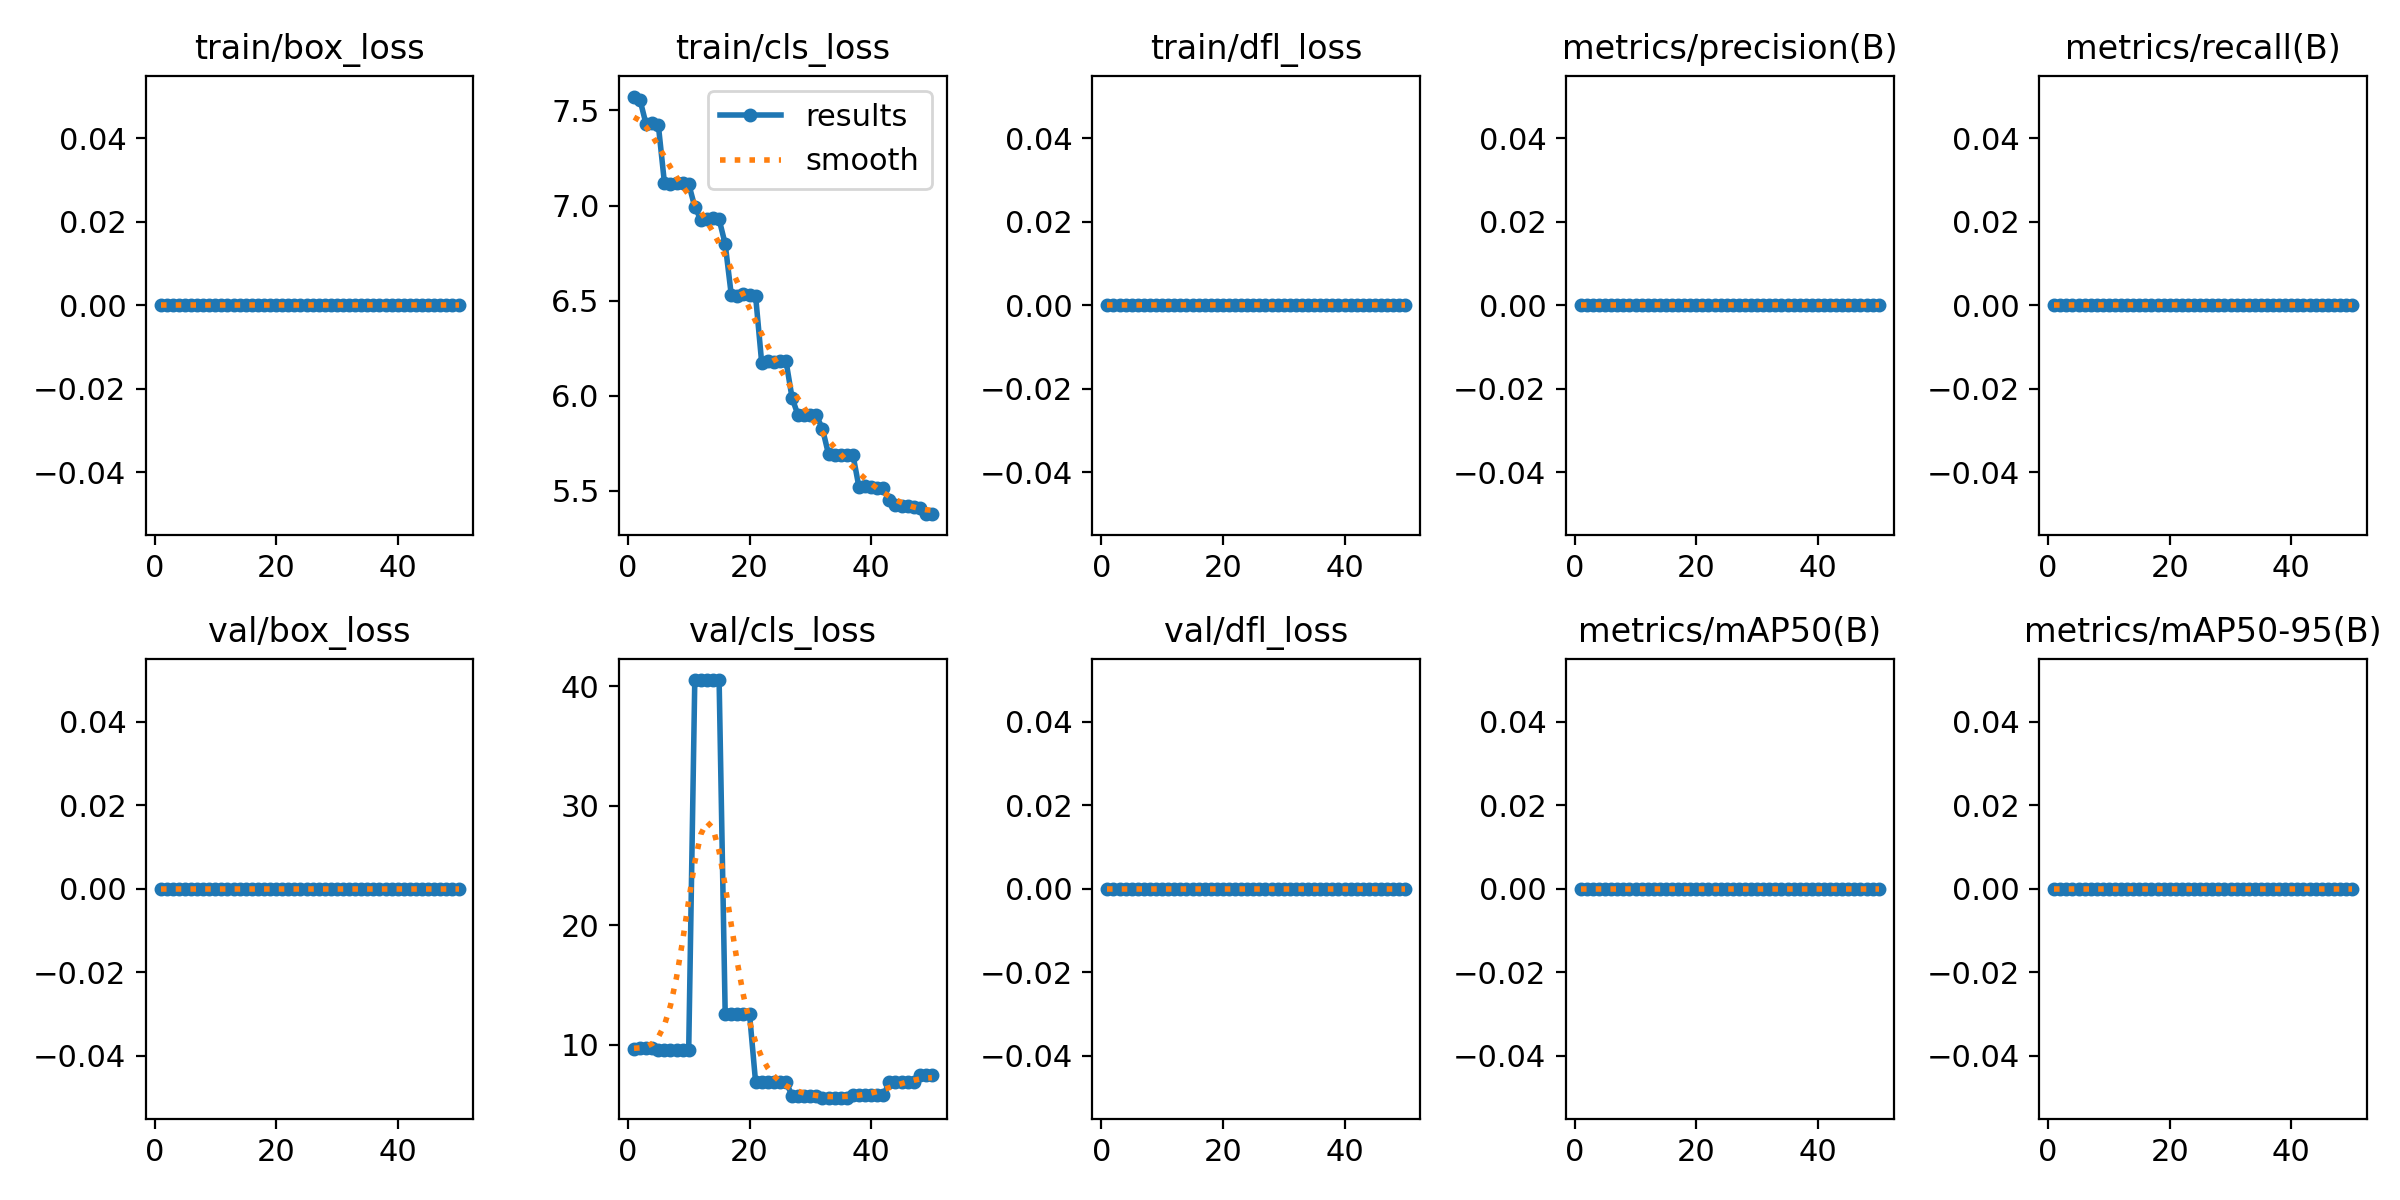 train/box_loss train/cls_loss train/dfl_loss metrics/precision(B) metrics/recall(B)
results
smooth
0.04 7.5 0.04 0.04 0.04
0.02 7.0 0.02 0.02 0.02
0.00 6.5 0.00 0.00 0.00
−0.02 6.0 −0.02 −0.02 −0.02
−0.04 5.5 −0.04 −0.04 −0.04
0 20 40 0 20 40 0 20 40 0 20 40 0 20 40
val/box_loss val/cls_loss val/dfl_loss metrics/mAP50(B) metrics/mAP50-95(B)
0.04 40 0.04 0.04 0.04
0.02 30 0.02 0.02 0.02
0.00 20 0.00 0.00 0.00
−0.02 10 −0.02 −0.02 −0.02
−0.04 −0.04 −0.04 −0.04
0 20 40 0 20 40 0 20 40 0 20 40 0 20 40